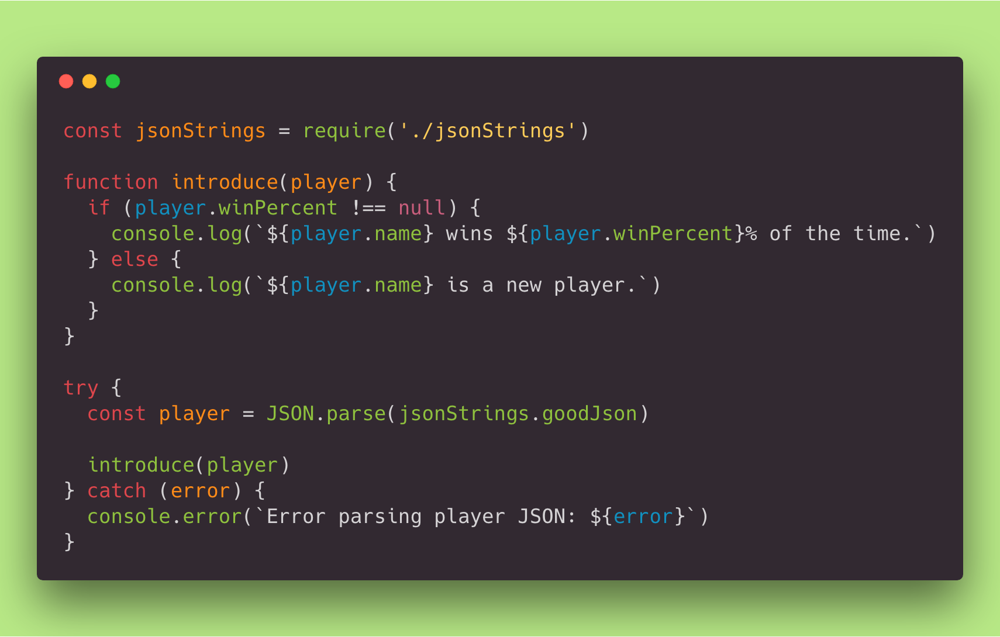 const jsonStrings = require('./jsonStrings')

function introduce(player) {
  if (player.winPercent !== null) {
    console.log(`${player.name} wins ${player.winPercent}% of the time.`)
  } else {
    console.log(`${player.name} is a new player.`)
  }
}

try {
  const player = JSON.parse(jsonStrings.goodJson)

  introduce(player)
} catch (error) {
  console.error(`Error parsing player JSON: ${error}`)
}